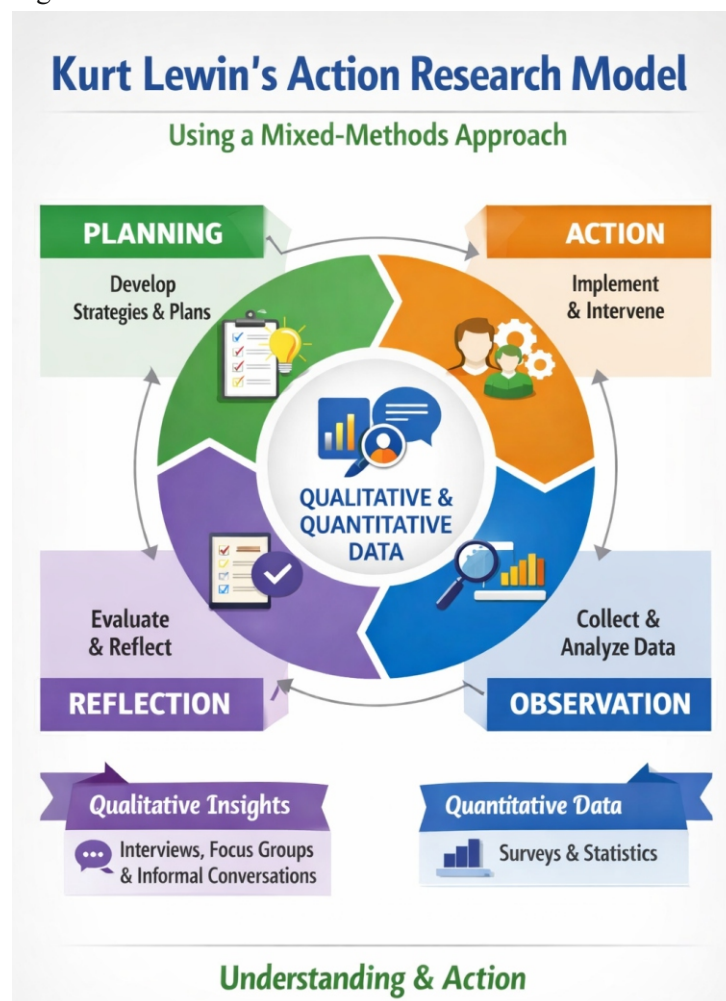 Kurt Lewin's Action Research Model
Using a Mixed-Methods Approach
PLANNING
Develop
Strategies & Plans
ACTION
Implement
& Intervene
QUALITATIVE &
QUANTITATIVE
DATA
Evaluate
& Reflect
REFLECTION
Collect &
Analyze Data
OBSERVATION
Qualitative Insights
Interviews, Focus Groups
& Informal Conversations
Quantitative Data
Surveys & Statistics
Understanding & Action